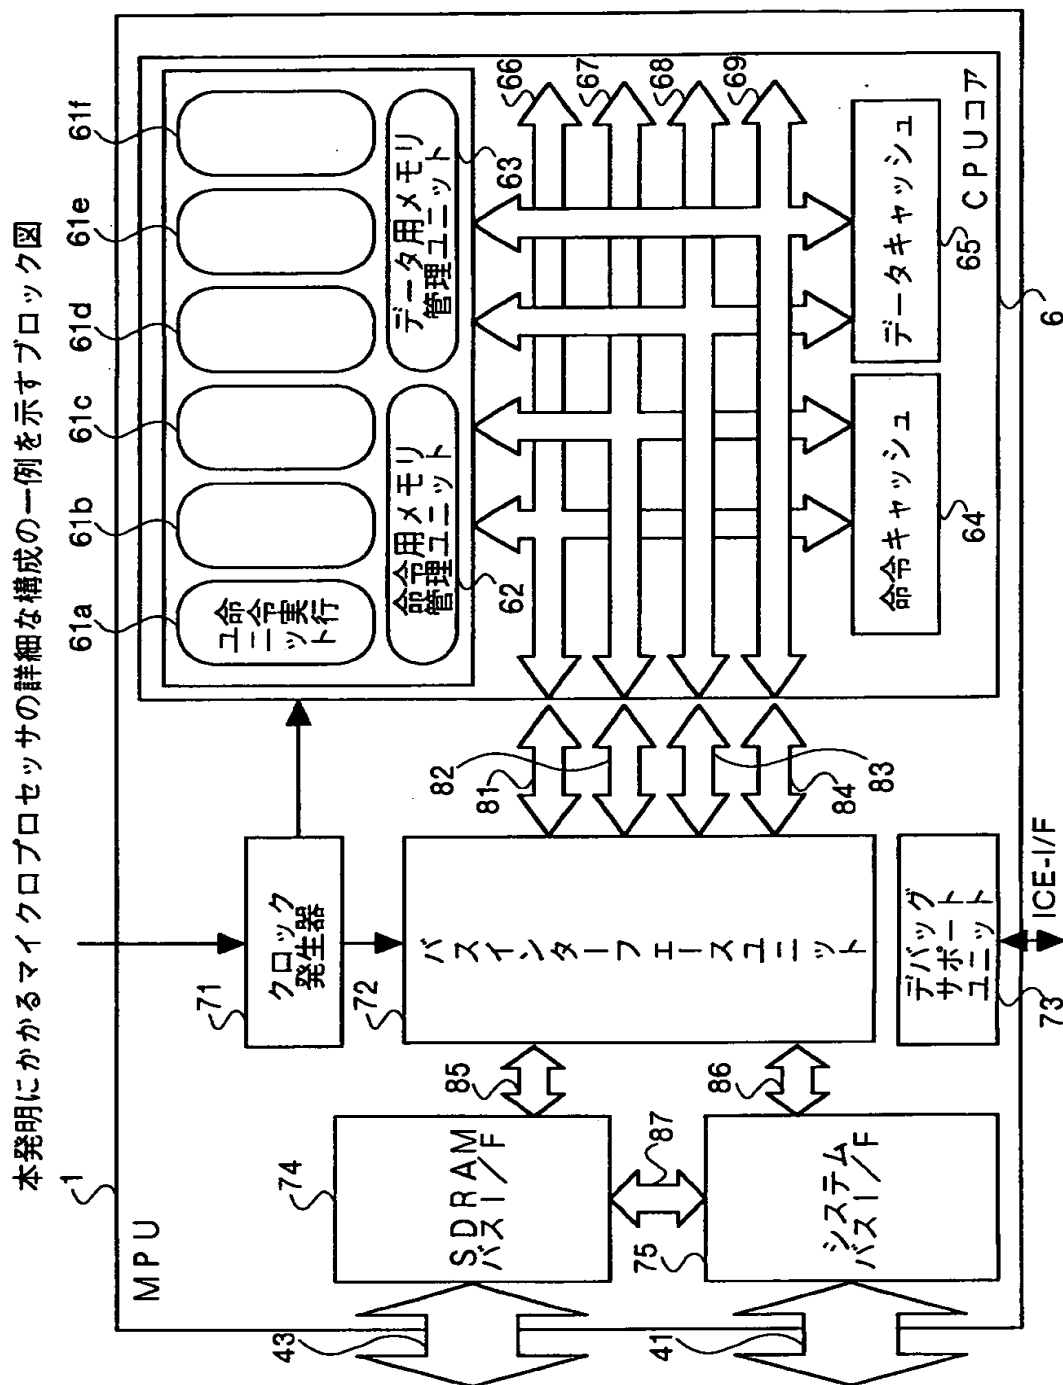 本発明にかかるマイクロプロセッサの詳細な構成の一例を示すブロック図
1
MPU
6
CPUコア
61a
61b
61c
61d
61e
61f
命令実行
ユニット
命令用メモリ
管理ユニット
62
データ用メモリ
管理ユニット
63
66
67
68
69
命令キャッシュ
64
データキャッシュ
65
71
クロック
発生器
72
バスインターフェースユニット
81
82
83
84
デバッグ
サポート
ユニット
73
ICE-I/F
74
SDRAM
バスI/F
75
システム
バスI/F
85
86
87
43
41